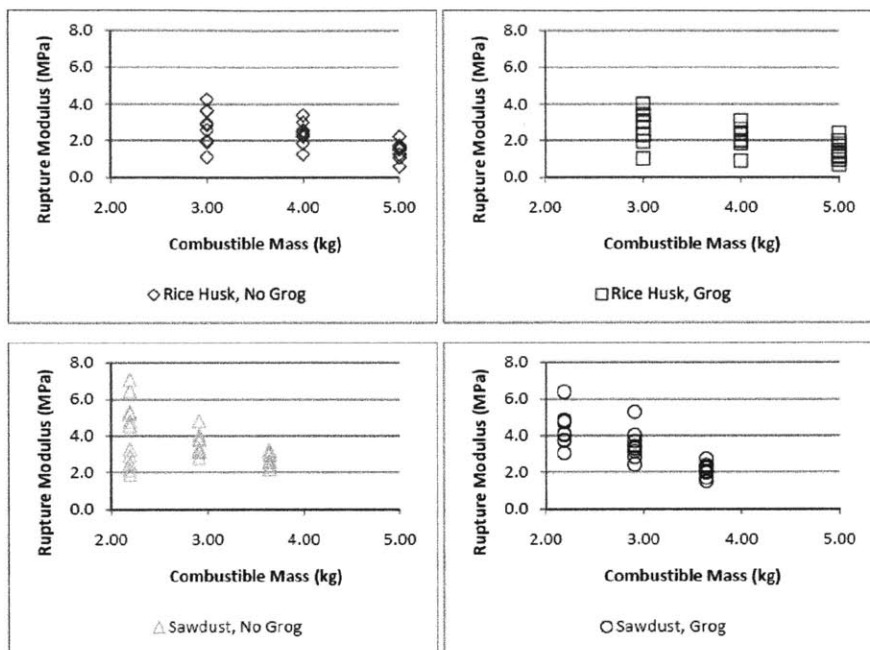 Rupture Modulus (MPa)
8.0
6.0
4.0
2.0
0.0
2.00 3.00 4.00 5.00
Combustible Mass (kg)
Rice Husk, No Grog
Rupture Modulus (MPa)
8.0
6.0
4.0
2.0
0.0
2.00 3.00 4.00 5.00
Combustible Mass (kg)
Rice Husk, Grog
Rupture Modulus (MPa)
8.0
6.0
4.0
2.0
0.0
2.00 3.00 4.00 5.00
Combustible Mass (kg)
Sawdust, No Grog
Rupture Modulus (MPa)
8.0
6.0
4.0
2.0
0.0
2.00 3.00 4.00 5.00
Combustible Mass (kg)
Sawdust, Grog